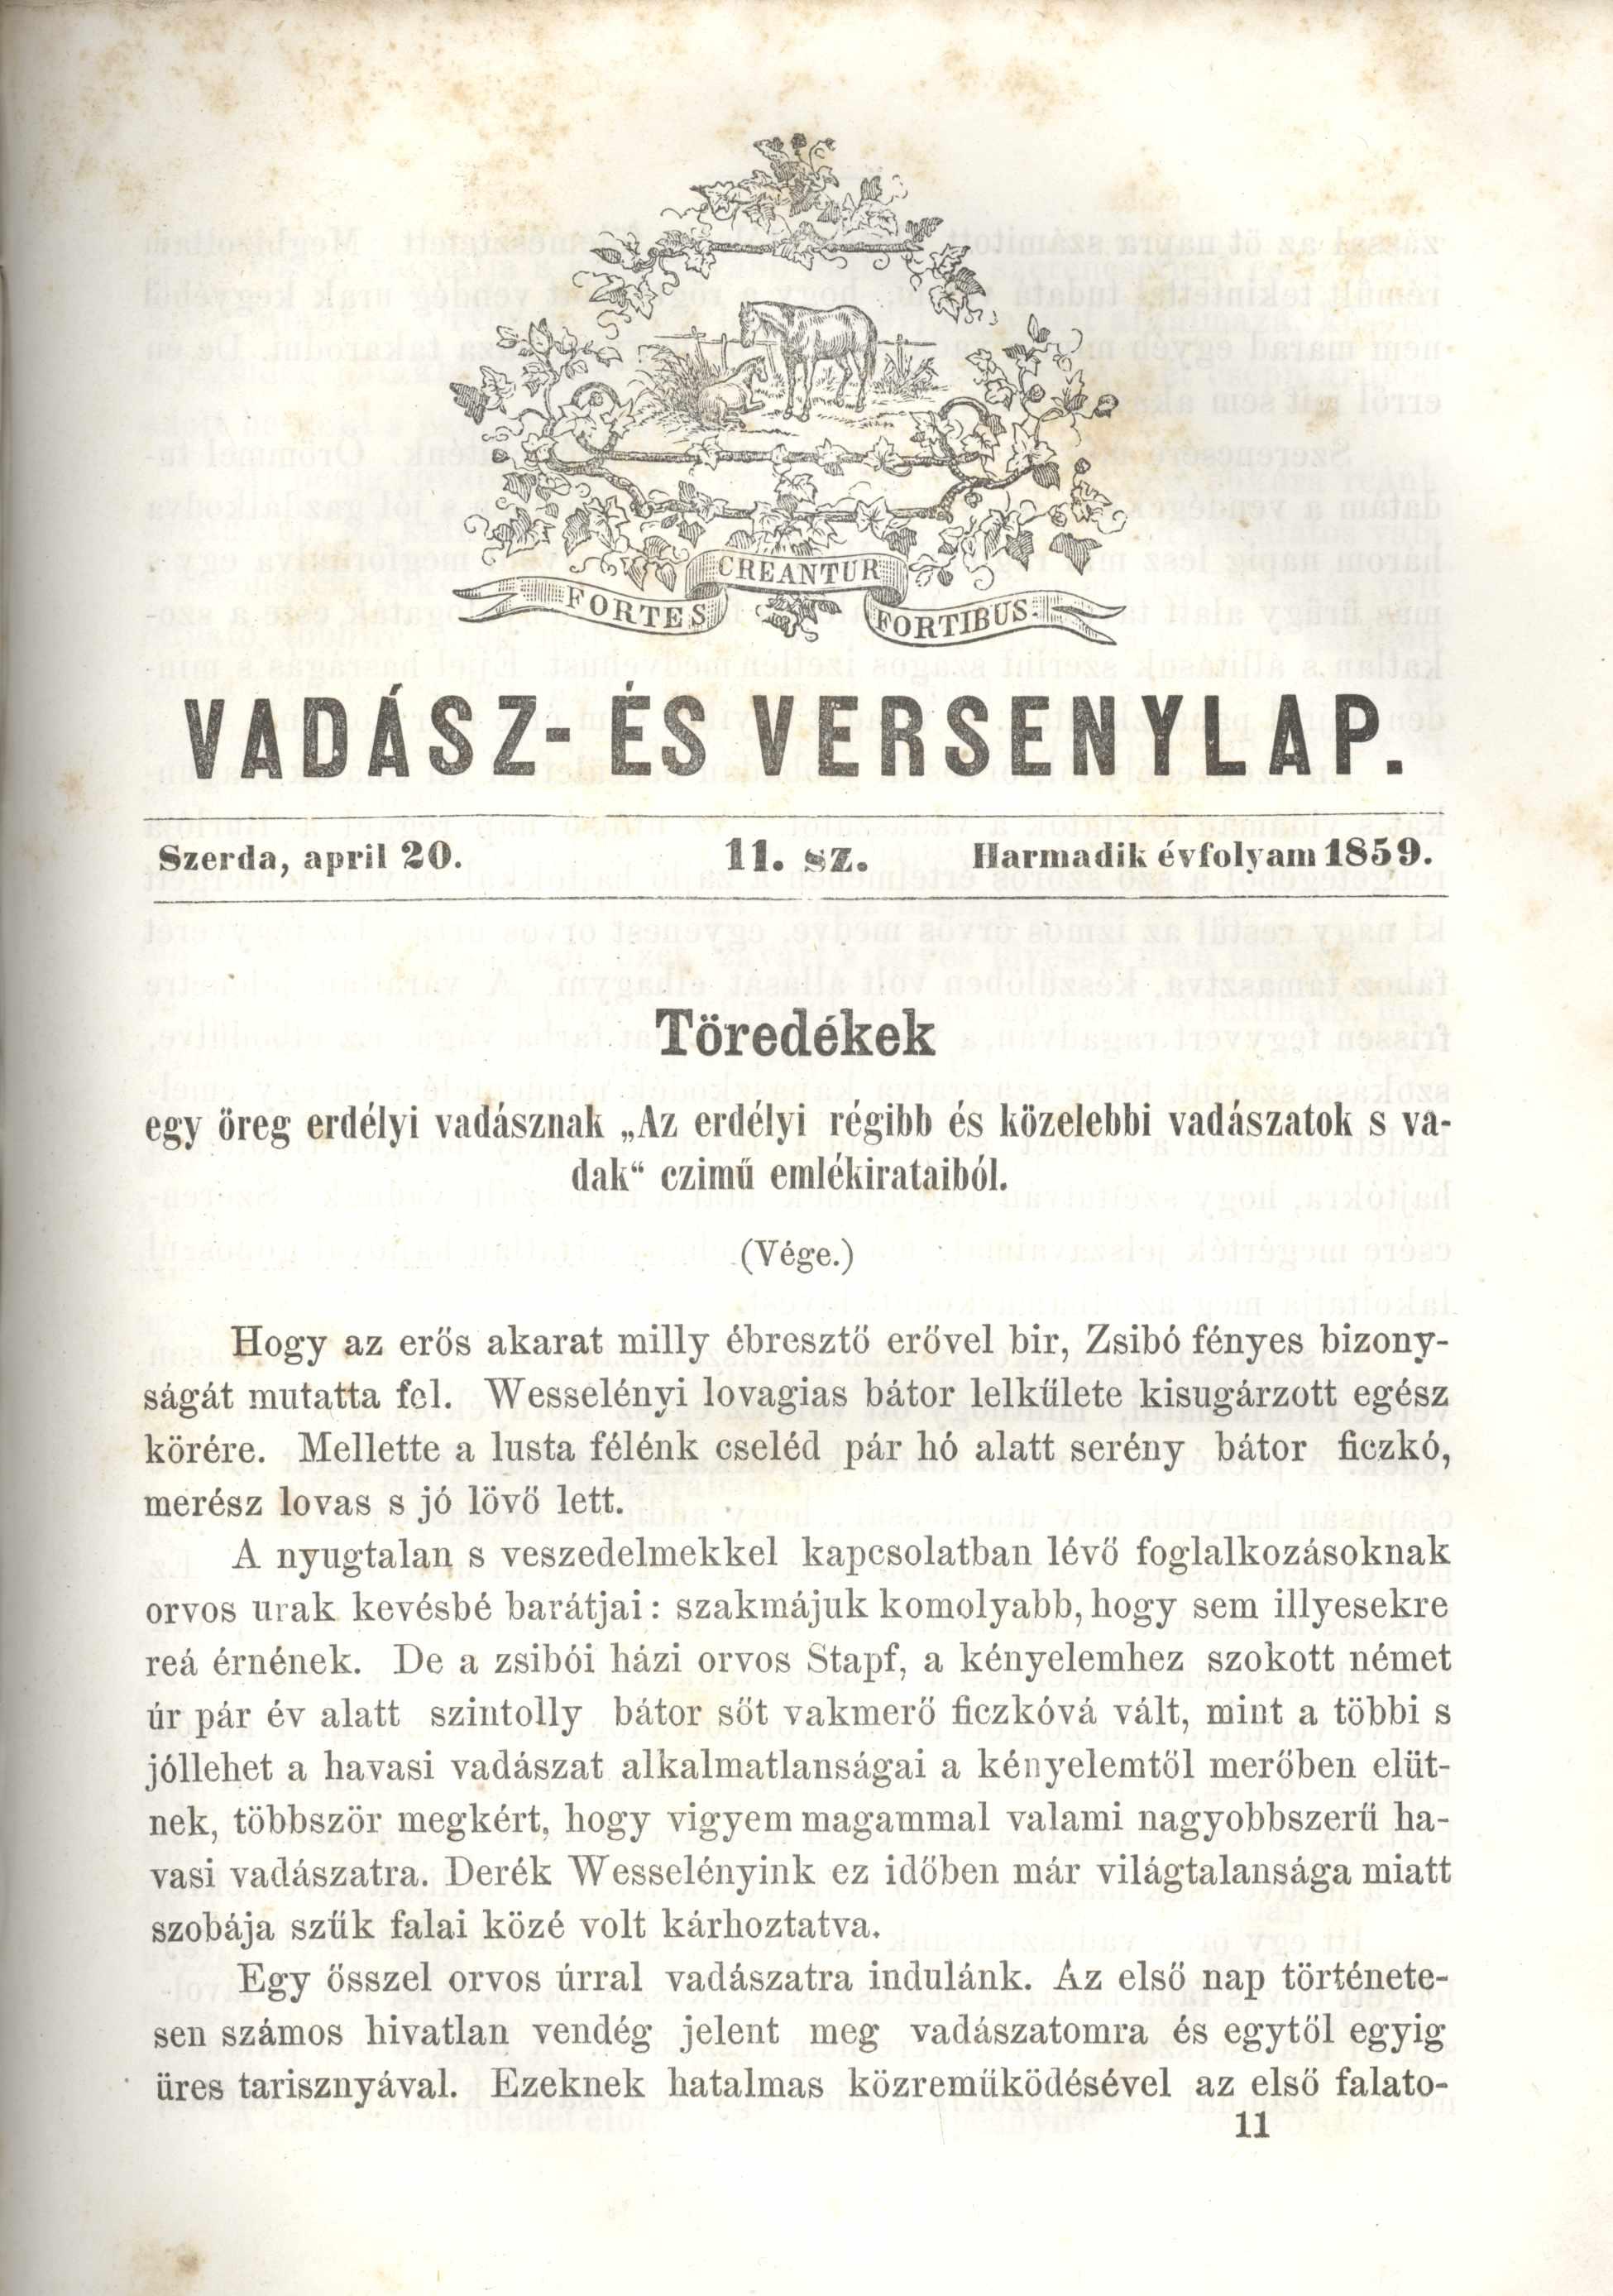 CREANTUR
FORTES FORTIBUS
VADÁSZ- ÉS VERSENYLAP.
Szerda, april 20. 11. sz. Harmadik évfolyam 1859.
Töredékek
egy öreg erdélyi vadásznak „Az erdélyi régibb és közelebbi vadászatok s va-
dak“ czimű emlékirataiból.
(Vége.)
Hogy az erős akarat milly ébresztő erővel bir, Zsibó fényes bizony-
ságát mutatta fel. Wesselényi lovagias bátor lelkülete kisugárzott egész
körére. Mellette a lusta félénk cseléd pár hó alatt serény bátor ficzkó,
merész lovas s jó lövő lett.
A nyugtalan s veszedelmekkel kapcsolatban lévő foglalkozásoknak
orvos urak kevésbé barátjai: szakmájuk komolyabb, hogy sem illyesekre
reá érnének. De a zsibói házi orvos Stapf, a kényelemhez szokott német
úr pár év alatt szintolly bátor sőt vakmerő ficzkóvá vált, mint a többi s
jóllehet a havasi vadászat alkalmatlanságai a kényelemtől merőben elüt-
nek, többször megkért, hogy vigyem magammal valami nagyobbszerű ha-
vasi vadászatra. Derék Wesselényink ez időben már világtalansága miatt
szobája szűk falai közé volt kárhoztatva.
Egy ősszel orvos úrral vadászatra indulánk. Az első nap története-
sen számos hivatlan vendég jelent meg vadászatomra és egytől egyig
üres tarisznyával. Ezeknek hatalmas közreműködésével az első falato-
11